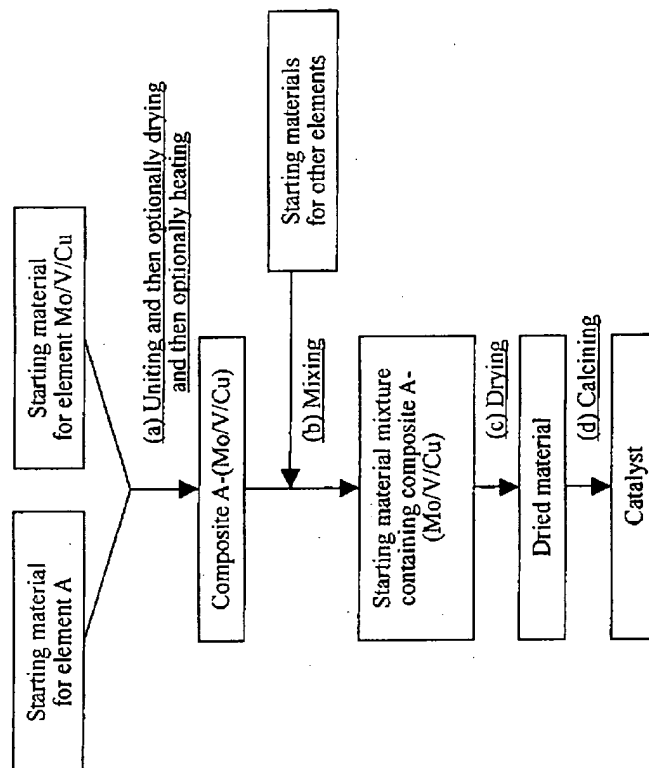 Starting material
for element A
Starting material
for element Mo/V/Cu
(a) Uniting and then optionally drying
and then optionally heating
Composite A-(Mo/V/Cu)
Starting materials
for other elements
(b) Mixing
Starting material mixture
containing composite A-
(Mo/V/Cu)
(c) Drying
Dried material
(d) Calcining
Catalyst